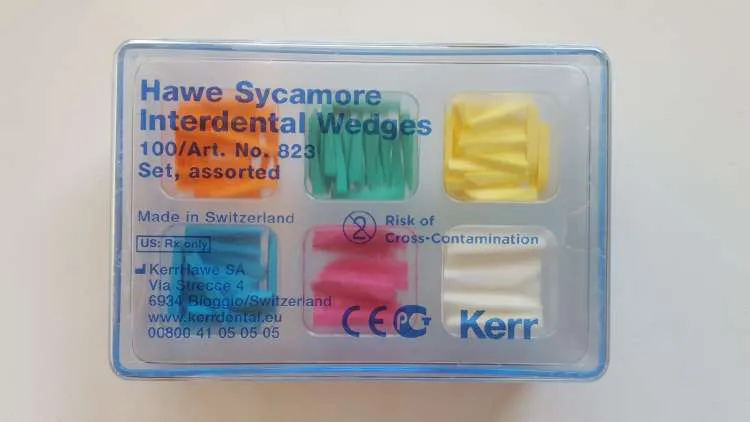 Hawe Sycamore
Interdental Wedges
100/Art. No. 823
Set, assorted
Made in Switzerland
Risk of
Cross-Contamination
US: Rx only
KerrHawe SA
Via Strecce 4
6934 Bioggio/Switzerland
www.kerrdental.eu
00800 41 05 05 05
CE
Kerr